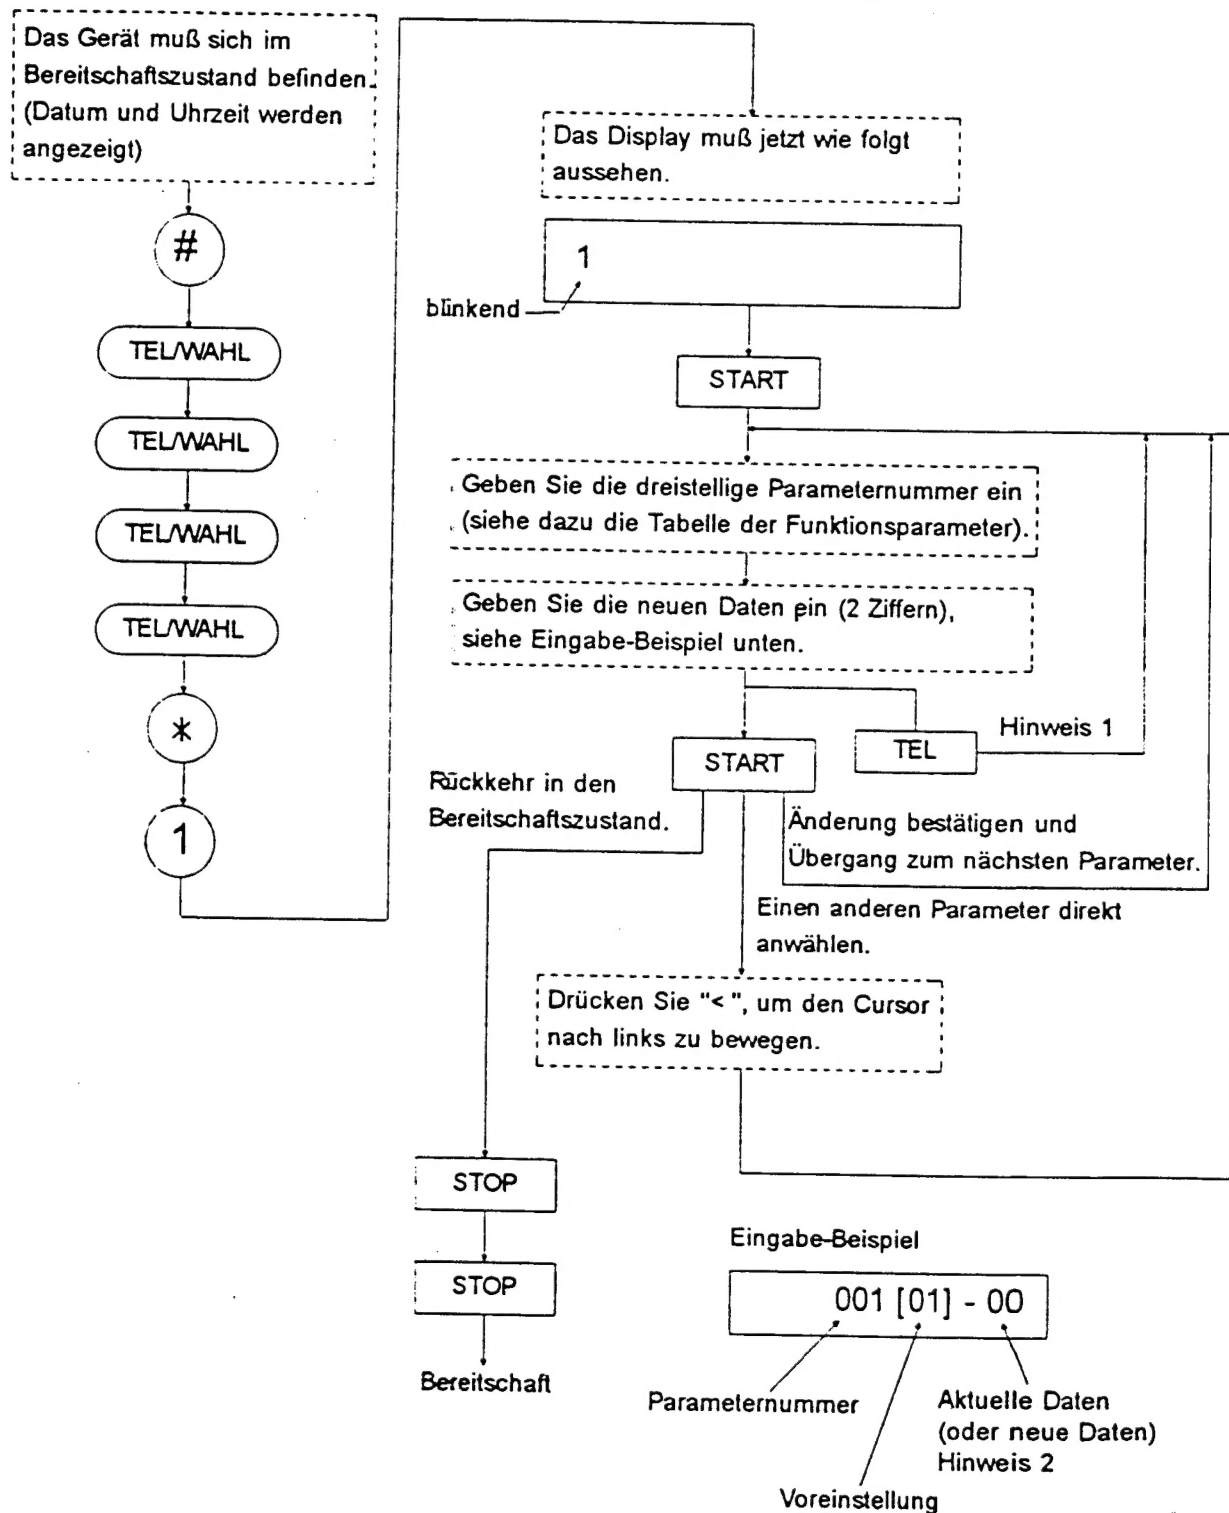 Das Gerät muß sich im
Bereitschaftszustand befinden.
(Datum und Uhrzeit werden
angezeigt)
#
TEL/WAHL
TEL/WAHL
TEL/WAHL
TEL/WAHL
*
1
Das Display muß jetzt wie folgt
aussehen.
1
blinkend
START
Geben Sie die dreistellige Parameternummer ein
(siehe dazu die Tabelle der Funktionsparameter).
Geben Sie die neuen Daten ein (2 Ziffern),
siehe Eingabe-Beispiel unten.
START
TEL
Hinweis 1
Rückkehr in den
Bereitschaftszustand.
Änderung bestätigen und
Übergang zum nächsten Parameter.
Einen anderen Parameter direkt
anwählen.
Drücken Sie "<", um den Cursor
nach links zu bewegen.
STOP
STOP
Bereitschaft
Eingabe-Beispiel
001 [01] - 00
Parameternummer
Aktuelle Daten
(oder neue Daten)
Hinweis 2
Voreinstellung